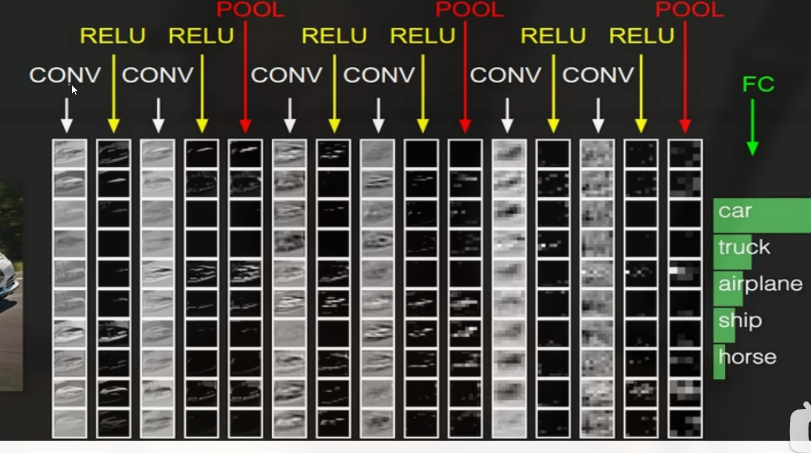 POOL POOL POOL
RELU RELU RELU RELU RELU RELU
CONV CONV CONV CONV CONV CONV
FC
car
truck
airplane
ship
horse